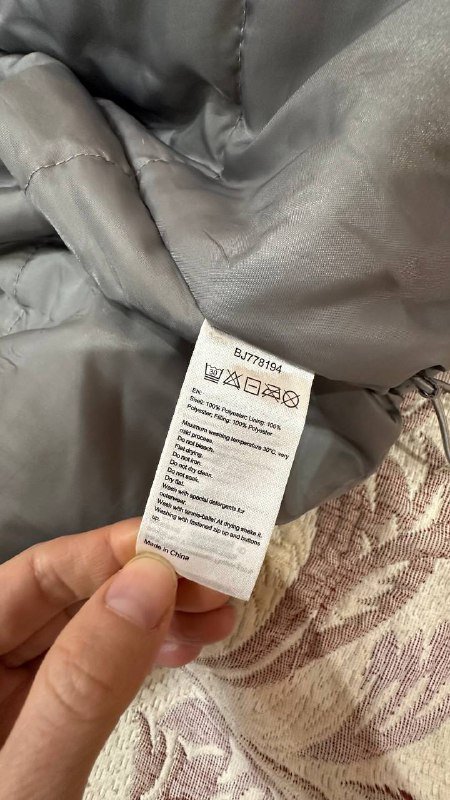 BJ778194
30
EN:
Shell: 100% Polyester; Lining: 100%
Polyester; Filling: 100% Polyester
Maximum washing temperature 30°C, very
mild process.
Do not bleach.
Flat drying.
Do not iron.
Do not dry clean.
Do not soak.
Dry flat.
Wash with special detergents for
outerwear.
Wash with tennis-balls! At drying shake it.
Washing with fastened zip up and buttons
up.
Made in China